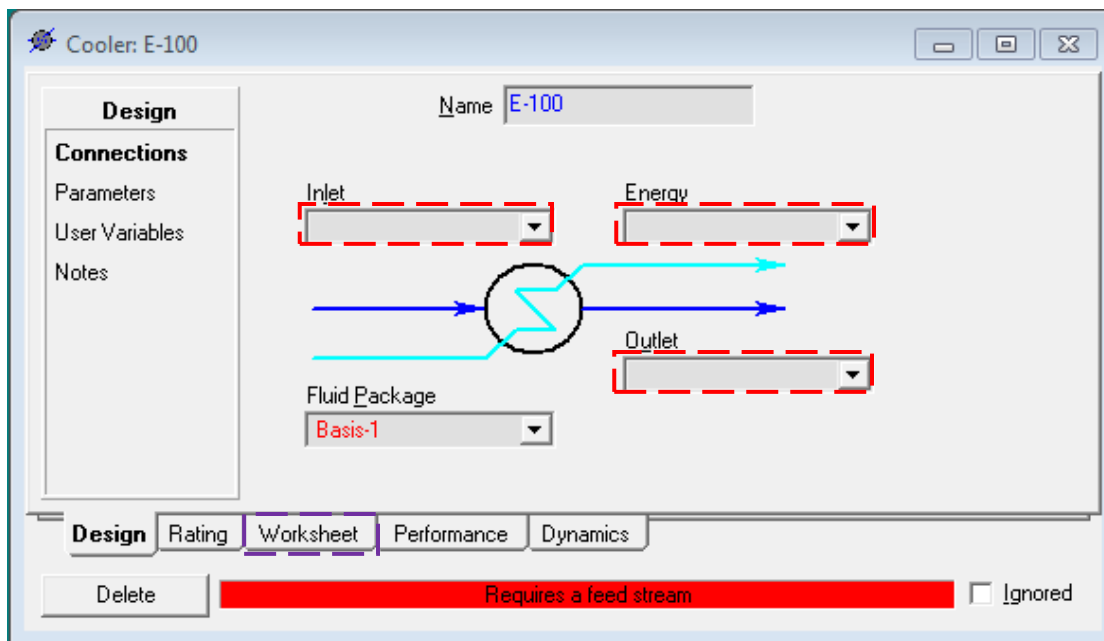 Cooler: E-100
Design
Connections
Parameters
User Variables
Notes
Name E-100
Inlet
Energy
Outlet
Fluid Package
Basis-1
Design Rating Worksheet Performance Dynamics
Delete Requires a feed stream Ignored